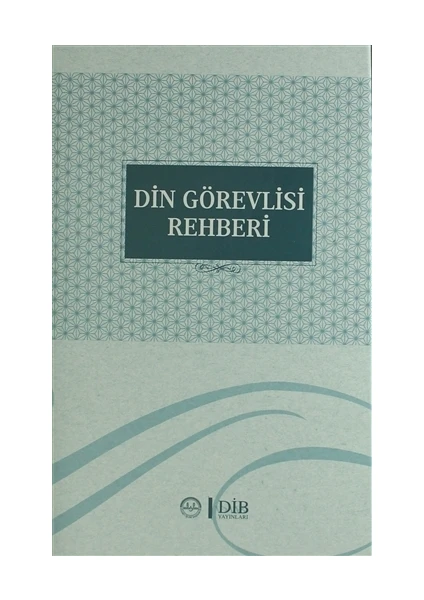 DİN GÖREVLİSİ
REHBERİ
DİB
YAYINLARI